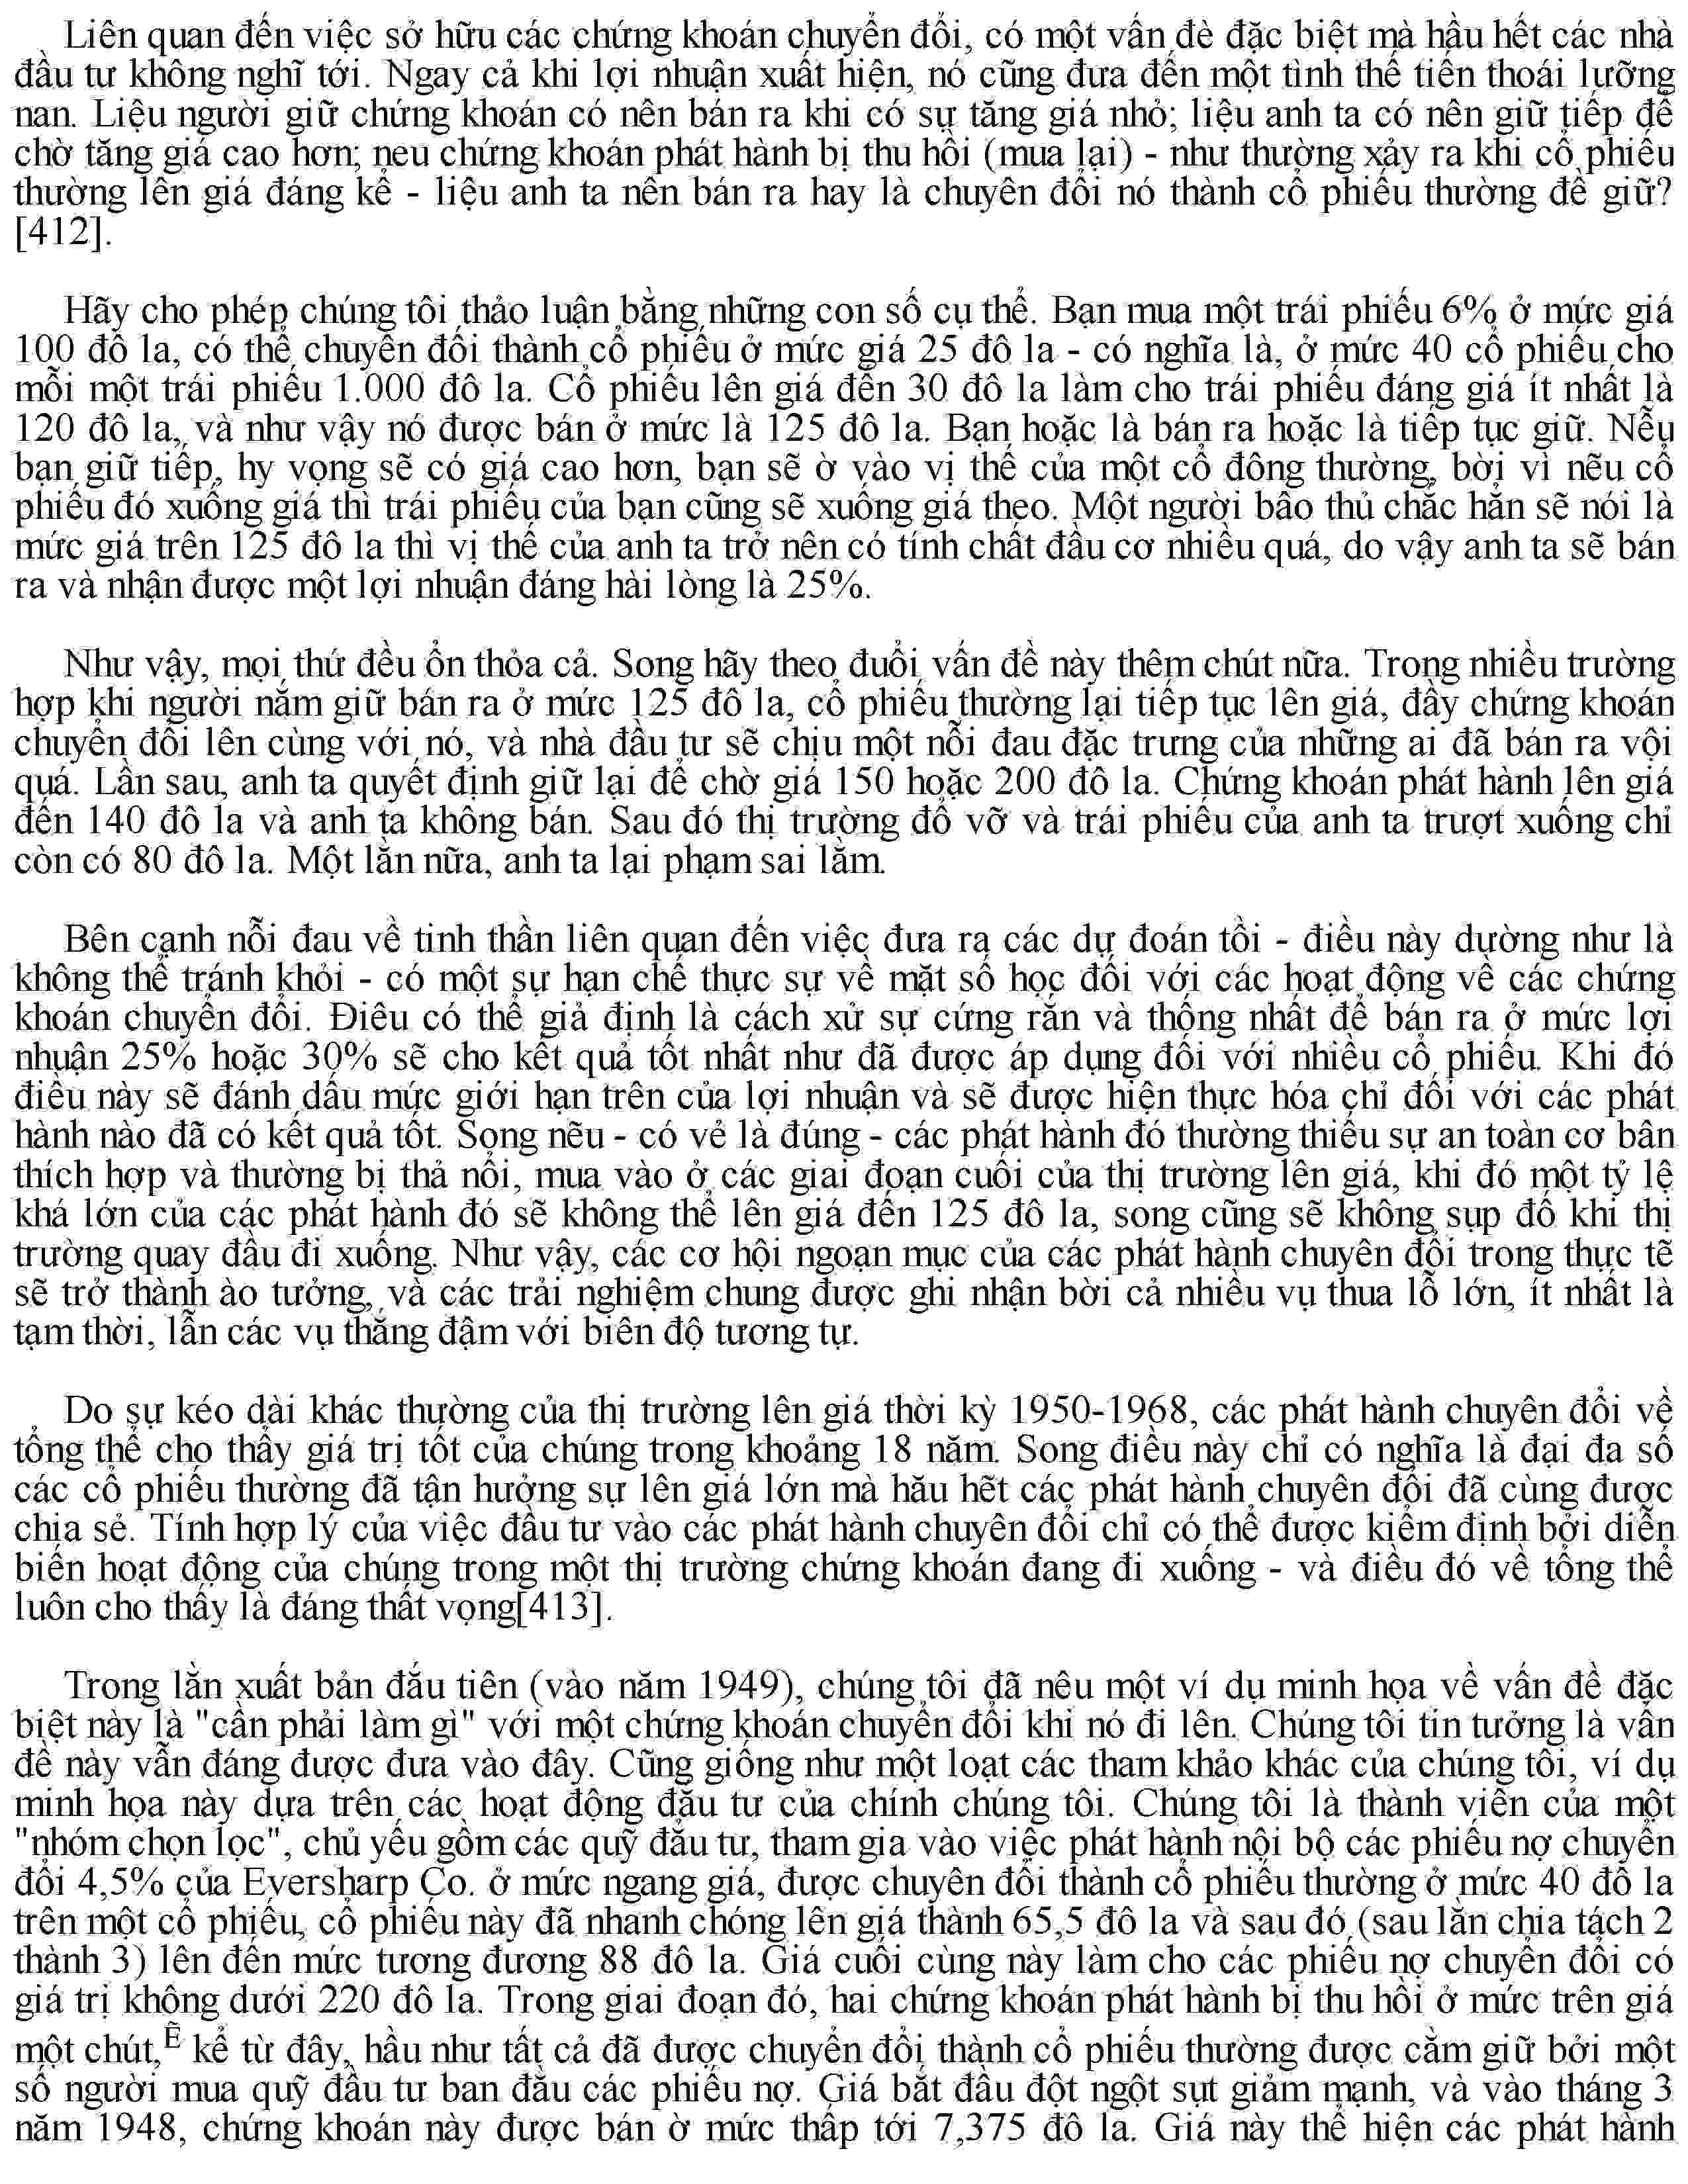 Liên quan đến việc sở hữu các chứng khoán chuyển đổi, có một vấn đè đặc biệt mà hầu hết các nhà
đầu tư không nghĩ tới. Ngay cả khi lợi nhuận xuất hiện, nó cũng đưa đến một tình thế tiến thoái lưỡng
nan. Liệu người giữ chứng khoán có nên bán ra khi có sự tăng giá nhỏ; liệu anh ta có nên giữ tiếp để
chờ tăng giá cao hơn; neu chứng khoán phát hành bị thu hồi (mua lại) - như thường xảy ra khi cổ phiếu
thường lên giá đáng kể - liệu anh ta nên bán ra hay là chuyên đổi nó thành cổ phiếu thường đề giữ?
[412].
Hãy cho phép chúng tôi thảo luận bằng những con số cụ thể. Bạn mua một trái phiếu 6% ở mức giá
100 đô la, có thể chuyển đổi thành cổ phiếu ở mức giá 25 đô la - có nghĩa là, ở mức 40 cổ phiếu cho
mỗi một trái phiếu 1.000 đô la. Cổ phiếu lên giá đến 30 đô la làm cho trái phiếu đáng giá ít nhất là
120 đô la, và như vậy nó được bán ở mức là 125 đô la. Bạn hoặc là bán ra hoặc là tiếp tục giữ. Nễu
bạn giữ tiếp, hy vọng sẽ có giá cao hơn, bạn sẽ ờ vào vị thế của một cổ đông thường, bời vì nễu cổ
phiếu đó xuống giá thì trái phiếu của bạn cũng sẽ xuống giá theo. Một người bâo thủ chắc hẳn sẽ nói là
mức giá trên 125 đô la thì vị thế của anh ta trở nên có tính chất đầu cơ nhiều quá, do vậy anh ta sẽ bán
ra và nhận được một lợi nhuận đáng hài lòng là 25%.
Như vậy, mọi thứ đều ổn thỏa cả. Song hãy theo đuổi vấn đề này thêm chút nữa. Trong nhiều trường
hợp khi người nắm giữ bán ra ở mức 125 đô la, cổ phiếu thường lại tiếp tục lên giá, đẩy chứng khoán
chuyển đổi lên cùng với nó, và nhà đầu tư sẽ chịu một nỗi đau đặc trưng của những ai đã bán ra vội
quá. Lần sau, anh ta quyết định giữ lại để chờ giá 150 hoặc 200 đô la. Chứng khoán phát hành lên giá
đến 140 đô la và anh ta không bán. Sau đó thị trường đổ vỡ và trái phiếu của anh ta trượt xuống chỉ
còn có 80 đô la. Một lần nữa, anh ta lại phạm sai lầm.
Bên cạnh nỗi đau về tinh thần liên quan đến việc đưa ra các dự đoán tồi - điều này dường như là
không thể tránh khỏi - có một sự hạn chế thực sự về mặt số học đối với các hoạt động về các chứng
khoán chuyển đổi. Điêu có thể giả định là cách xử sự cứng rắn và thống nhất để bán ra ở mức lợi
nhuận 25% hoặc 30% sẽ cho kết quả tốt nhất như đã được áp dụng đối với nhiều cổ phiếu. Khi đó
điều này sẽ đánh dấu mức giới hạn trên của lợi nhuận và sẽ được hiện thực hóa chỉ đối với các phát
hành nào đã có kết quả tốt. Song nễu - có vẻ là đúng - các phát hành đó thường thiếu sự an toàn cơ bân
thích hợp và thường bị thả nổi, mua vào ở các giai đoạn cuối của thị trường lên giá, khi đó một tỷ lệ
khá lớn của các phát hành đó sẽ không thể lên giá đến 125 đô la, song cũng sẽ không sụp đổ khi thị
trường quay đầu đi xuống. Như vậy, các cơ hội ngoạn mục của các phát hành chuyên đổi trong thực tẽ
sẽ trở thành ào tưởng, và các trải nghiệm chung được ghi nhận bời cả nhiều vụ thua lỗ lớn, ít nhất là
tạm thời, lẫn các vụ thắng đậm với biên độ tương tự.
Do sự kéo dài khác thường của thị trường lên giá thời kỳ 1950-1968, các phát hành chuyên đổi về
tổng thể cho thấy giá trị tốt của chúng trong khoảng 18 năm. Song điều này chỉ có nghĩa là đại đa số
các cổ phiếu thường đã tận hưởng sự lên giá lớn mà hău hết các phát hành chuyên đổi đã cùng được
chia sẻ. Tính hợp lý của việc đầu tư vào các phát hành chuyên đổi chỉ có thể được kiểm định bởi diễn
biến hoạt động của chúng trong một thị trường chứng khoán đang đi xuống - và điều đó về tổng thể
luôn cho thấy là đáng thất vọng[413].
Trong lần xuất bản đầu tiên (vào năm 1949), chúng tôi đã nêu một ví dụ minh họa về vấn đề đặc
biệt này là "cần phải làm gì" với một chứng khoán chuyển đổi khi nó đi lên. Chúng tôi tin tưởng là vấn
đề này vẫn đáng được đưa vào đây. Cũng giống như một loạt các tham khảo khác của chúng tôi, ví dụ
minh họa này dựa trên các hoạt động đầu tư của chính chúng tôi. Chúng tôi là thành viên của một
"nhóm chọn lọc", chủ yếu gồm các quỹ đầu tư, tham gia vào việc phát hành nội bộ các phiếu nợ chuyển
đổi 4,5% của Eversharp Co. ở mức ngang giá, được chuyên đổi thành cổ phiếu thường ở mức 40 đô la
trên một cổ phiếu, cổ phiếu này đã nhanh chóng lên giá thành 65,5 đô la và sau đó (sau lần chia tách 2
thành 3) lên đến mức tương đương 88 đô la. Giá cuối cùng này làm cho các phiếu nợ chuyển đổi có
giá trị không dưới 220 đô la. Trong giai đoạn đó, hai chứng khoán phát hành bị thu hồi ở mức trên giá
một chút,Ẽ kể từ đây, hầu như tất cả đã được chuyển đổi thành cổ phiếu thường được cầm giữ bởi một
số người mua quỹ đầu tư ban đầu các phiếu nợ. Giá bắt đầu đột ngột sụt giảm mạnh, và vào tháng 3
năm 1948, chứng khoán này được bán ờ mức thấp tới 7,375 đô la. Giá này thể hiện các phát hành